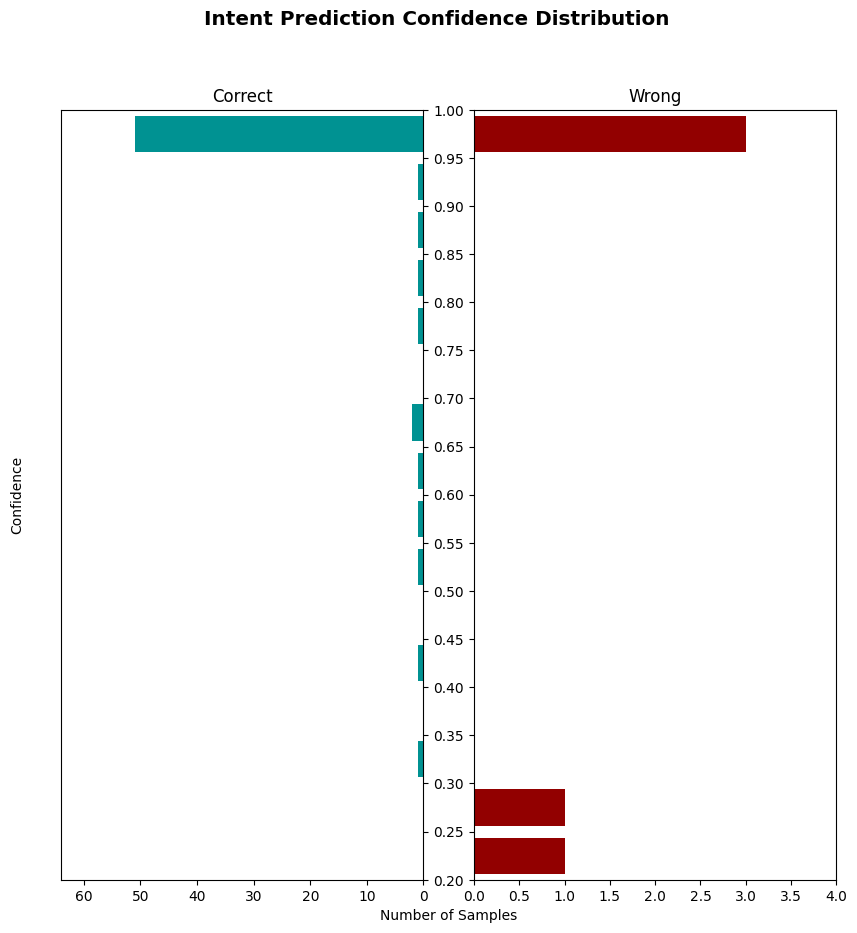 Intent Prediction Confidence Distribution
Correct
Wrong
1.00
0.95
0.90
0.85
0.80
0.75
0.70
0.65
0.60
0.55
0.50
0.45
0.40
0.35
0.30
0.25
0.20
Confidence
60 50 40 30 20 10 0
0.0 0.5 1.0 1.5 2.0 2.5 3.0 3.5 4.0
Number of Samples